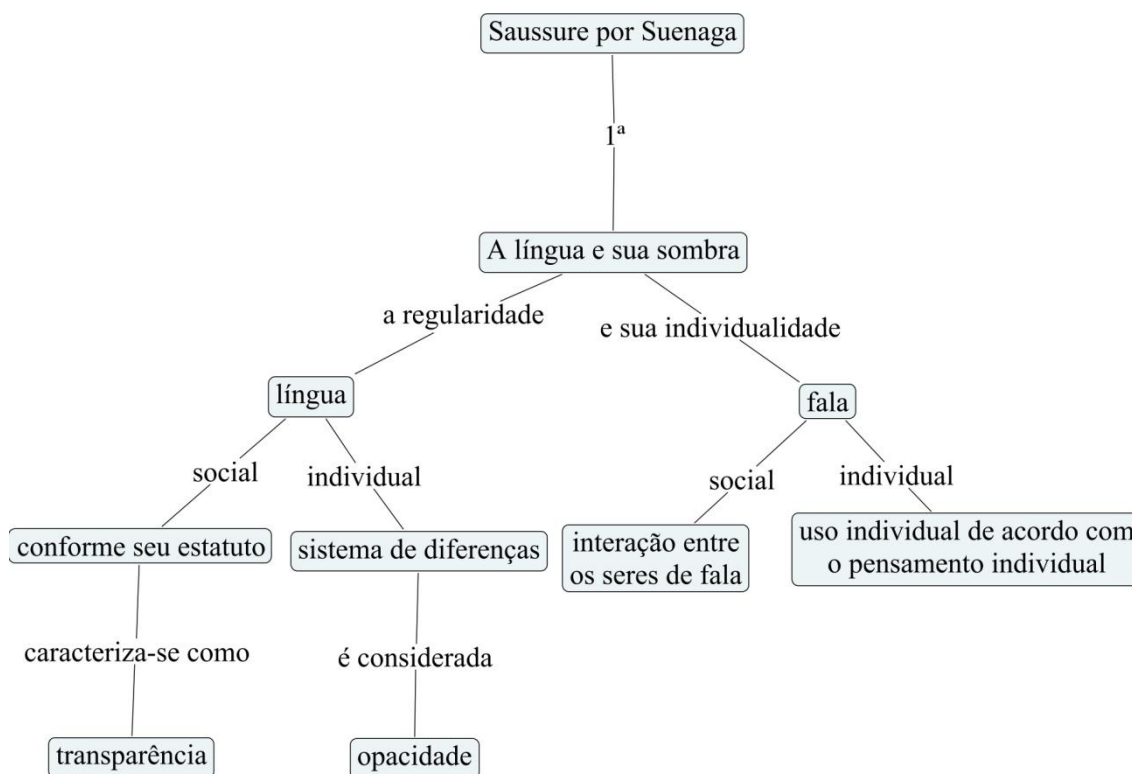 Saussure por Suenaga
1ª
A língua e sua sombra
a regularidade
e sua individualidade
língua
fala
social
individual
social
individual
conforme seu estatuto
sistema de diferenças
interação entre
os seres de fala
uso individual de acordo com
o pensamento individual
caracteriza-se como
é considerada
transparência
opacidade